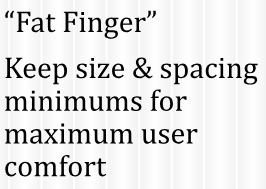 “Fat Finger”
Keep size & spacing
minimums for
maximum user
comfort